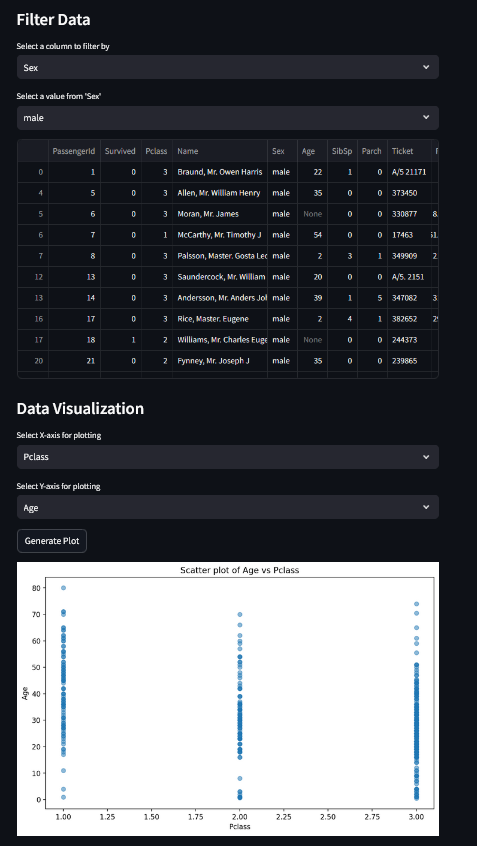 Filter Data
Select a column to filter by
Sex
Select a value from 'Sex'
male
PassengerId Survived Pclass Name Sex Age SibSp Parch Ticket F
0 1 0 3 Braund, Mr. Owen Harris male 22 1 0 A/5 21171
4 5 0 3 Allen, Mr. William Henry male 35 0 0 373450
5 6 0 3 Moran, Mr. James male None 0 0 330877 8.
6 7 0 1 McCarthy, Mr. Timothy J male 54 0 0 17463 51.
7 8 0 3 Palsson, Master. Gosta Leo male 2 3 1 349909 2
12 13 0 3 Saundercock, Mr. William male 20 0 0 A/5. 2151
13 14 0 3 Andersson, Mr. Anders Jol male 39 1 5 347082 3
16 17 0 3 Rice, Master. Eugene male 2 4 1 382652 29
17 18 1 2 Williams, Mr. Charles Euge male None 0 0 244373
20 21 0 2 Fynney, Mr. Joseph J male 35 0 0 239865
Data Visualization
Select X-axis for plotting
Pclass
Select Y-axis for plotting
Age
Generate Plot
Scatter plot of Age vs Pclass
80
70
60
50
40
30
20
10
0
Age
1.00 1.25 1.50 1.75 2.00 2.25 2.50 2.75 3.00
Pclass